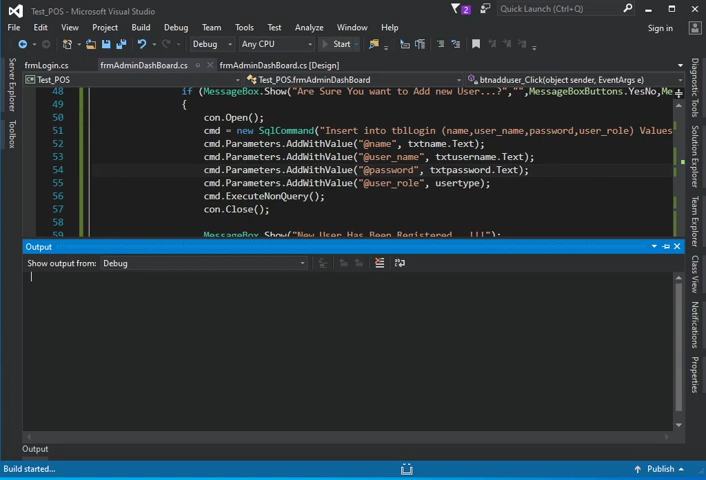 Test_POS - Microsoft Visual Studio
2
Quick Launch (Ctrl+Q)
File Edit View Project Build Debug Team Tools Test Analyze Window Help
Sign in
Debug Any CPU Start
frmLogin.cs frmAdminDashBoard.cs frmAdminDashBoard.cs [Design]
Test_POS Test_POS.frmAdminDashBoard btnadduser_Click(object sender, EventArgs e)
48 if (MessageBox.Show("Are Sure You want to Add new User...?","",MessageBoxButtons.YesNo,Me
49 {
50 con.Open();
51 cmd = new SqlCommand("Insert into tblLogin (name,user_name,password,user_role) Values
52 cmd.Parameters.AddWithValue("@name", txtname.Text);
53 cmd.Parameters.AddWithValue("@user_name", txtusername.Text);
54 cmd.Parameters.AddWithValue("@password", txtpassword.Text);
55 cmd.Parameters.AddWithValue("@user_role", usertype);
56 cmd.ExecuteNonQuery();
57 con.Close();
58
59 MessageBox.Show("New User Has Been Registered...!!!");
Server Explorer
Toolbox
Diagnostic Tools
Solution Explorer
Team Explorer
Class View
Notifications
Properties
Output
Show output from: Debug
Output
Build started...
Publish